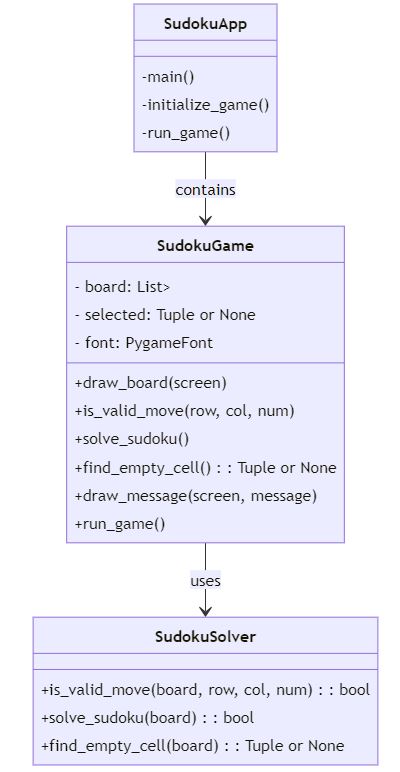 SudokuApp
-main()
-initialize_game()
-run_game()
contains
SudokuGame
- board: List>
- selected: Tuple or None
- font: PygameFont
+draw_board(screen)
+is_valid_move(row, col, num)
+solve_sudoku()
+find_empty_cell() : : Tuple or None
+draw_message(screen, message)
+run_game()
uses
SudokuSolver
+is_valid_move(board, row, col, num) : : bool
+solve_sudoku(board) : : bool
+find_empty_cell(board) : : Tuple or None